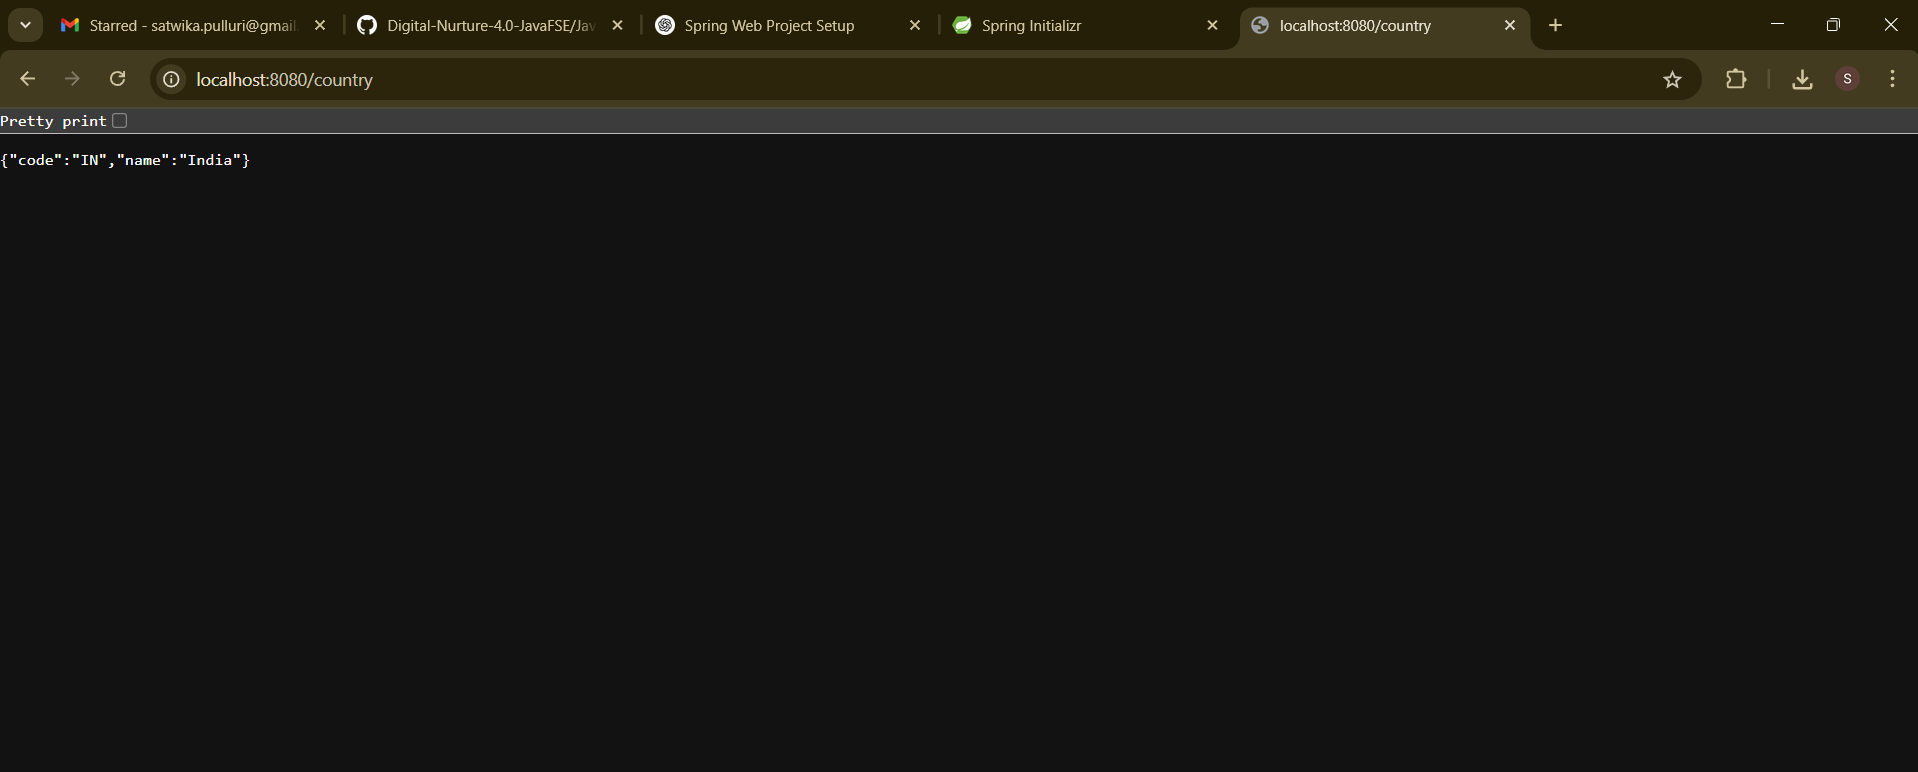 Starred - satwika.pulluri@gmail.
Digital-Nurture-4.0-JavaFSE/Jav
Spring Web Project Setup
Spring Initializr
localhost:8080/country
localhost:8080/country
S
Pretty print
{"code":"IN","name":"India"}